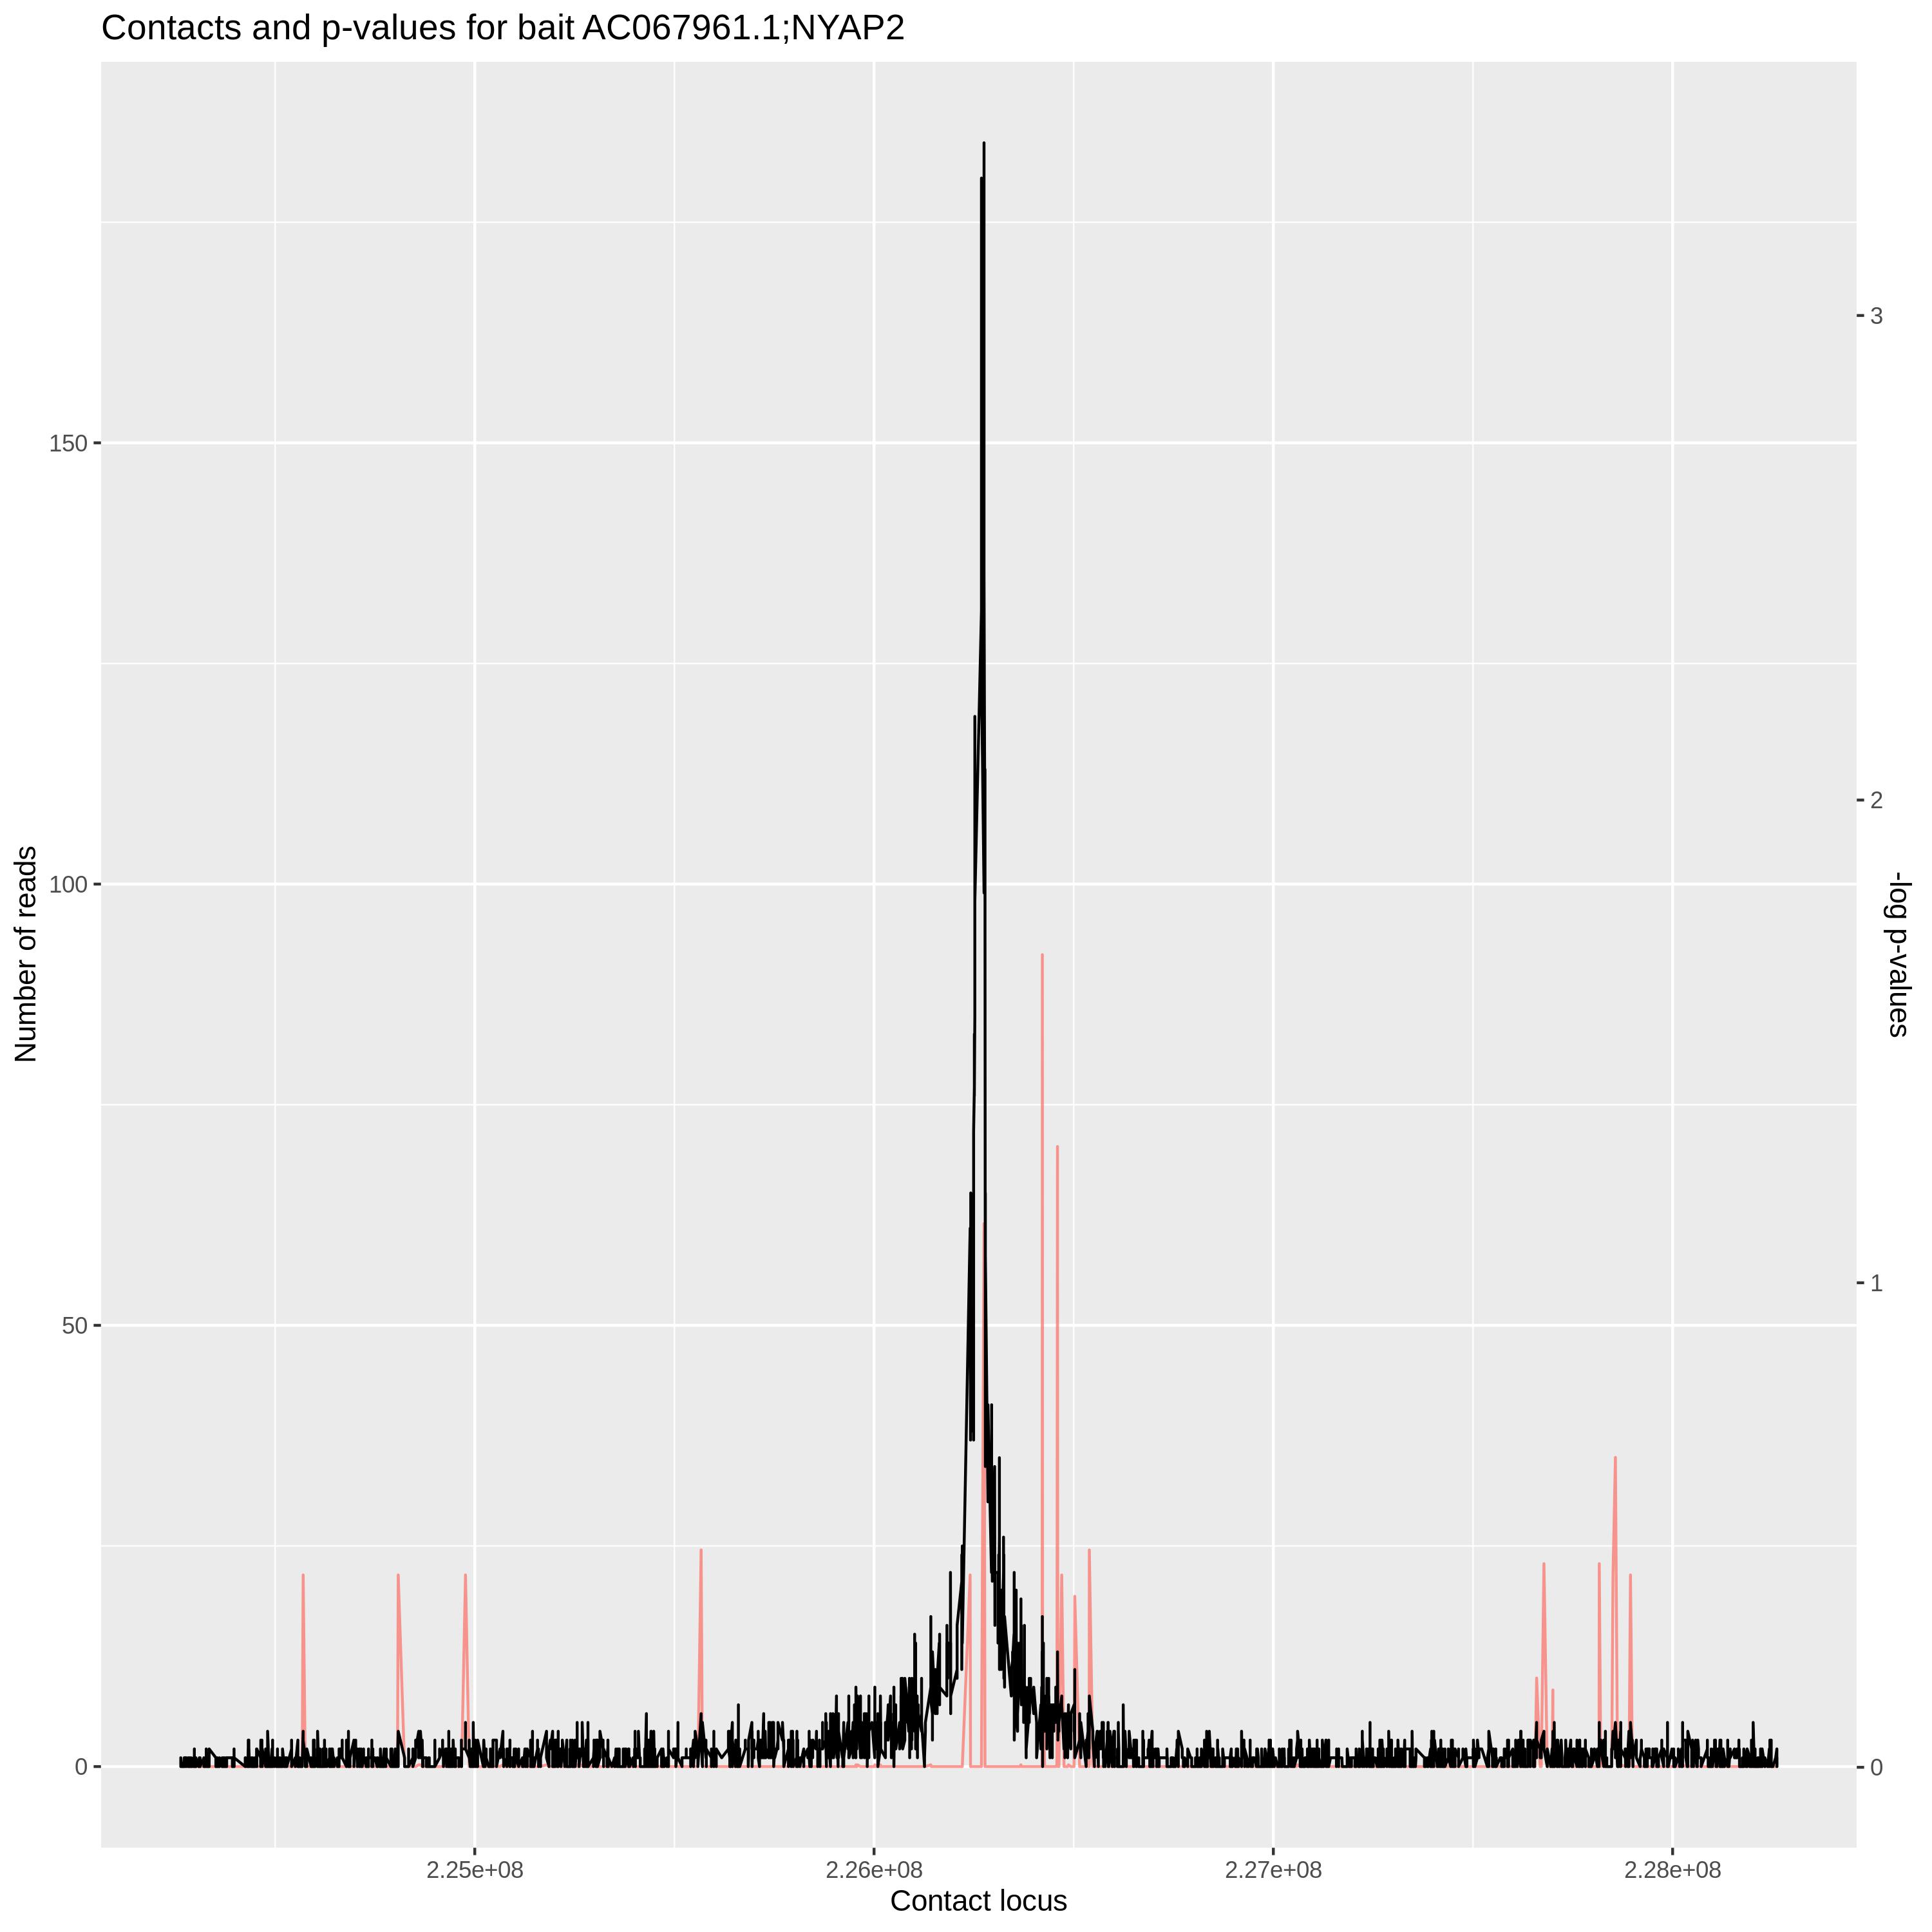 Contacts and p-values for bait AC067961.1;NYAP2
150
100
50
0
Number of reads
3
2
1
0
-log p-values
2.25e+08
2.26e+08
2.27e+08
2.28e+08
Contact locus